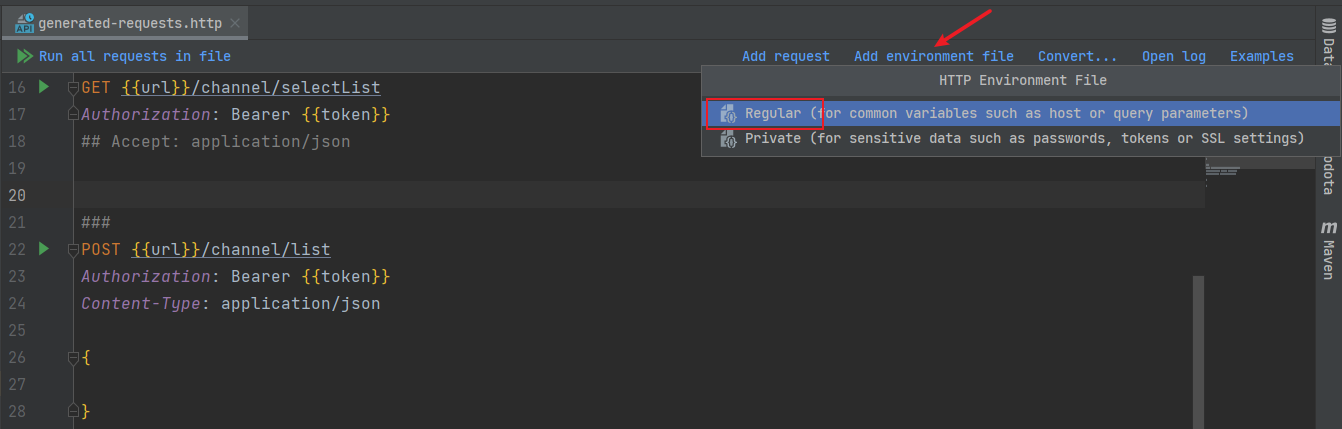 API generated-requests.http
Run all requests in file
Add request Add environment file Convert... Open log Examples
HTTP Environment File
Regular (for common variables such as host or query parameters)
Private (for sensitive data such as passwords, tokens or SSL settings)
16 GET {{url}}/channel/selectList
17 Authorization: Bearer {{token}}
18 ## Accept: application/json
19
20
21 ###
22 POST {{url}}/channel/list
23 Authorization: Bearer {{token}}
24 Content-Type: application/json
25
26 {
27
28 }
Maven